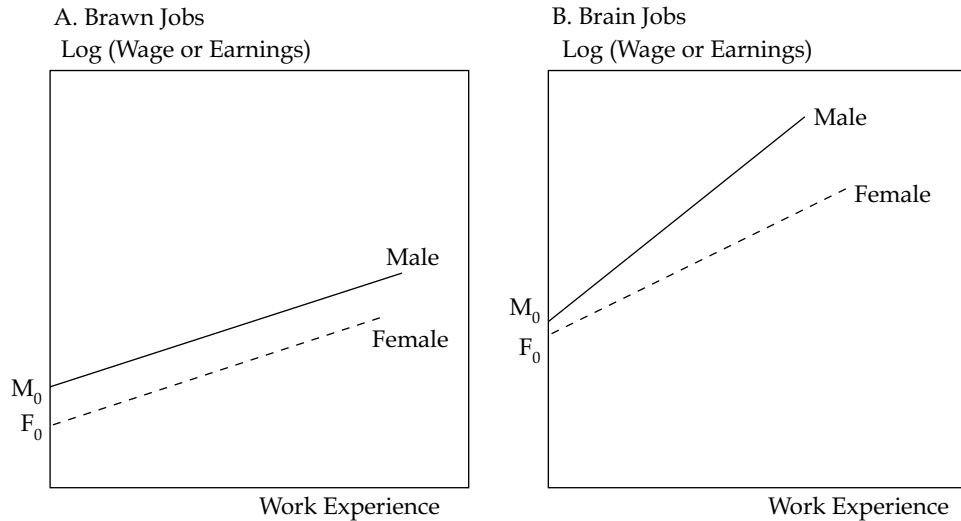 A. Brawn Jobs
Log (Wage or Earnings)
Male
Female
M0
F0
Work Experience
B. Brain Jobs
Log (Wage or Earnings)
Male
Female
M0
F0
Work Experience